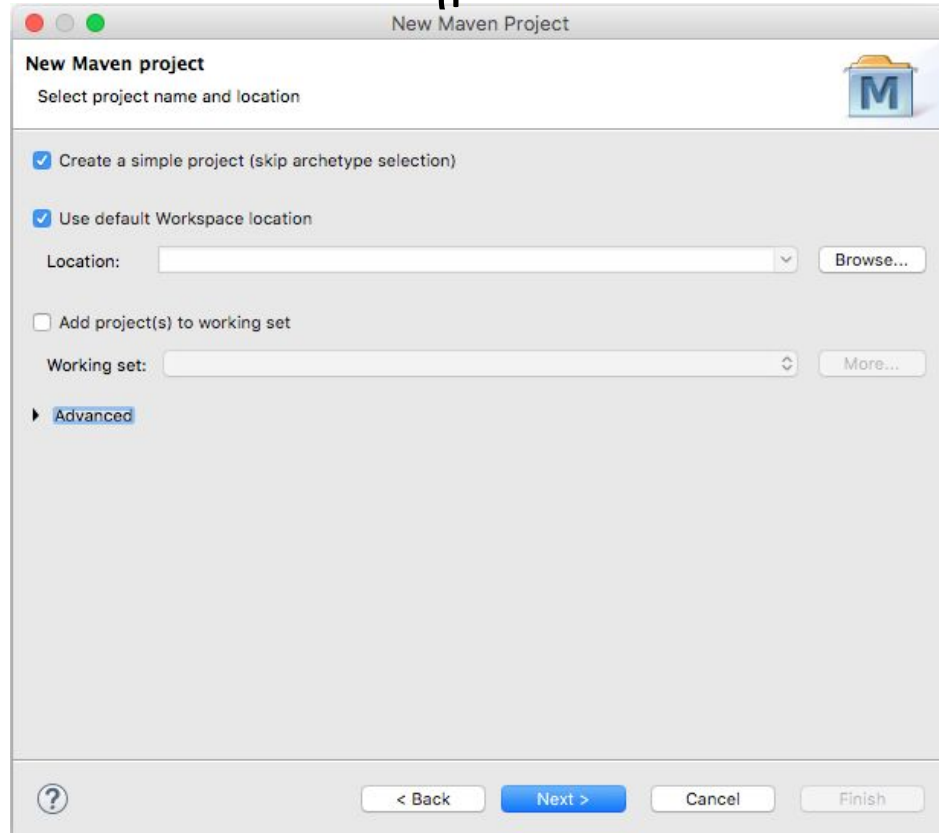 New Maven Project
New Maven project
Select project name and location
M
Create a simple project (skip archetype selection)
Use default Workspace location
Location:
Browse...
Add project(s) to working set
Working set:
More...
Advanced
?
< Back
Next >
Cancel
Finish